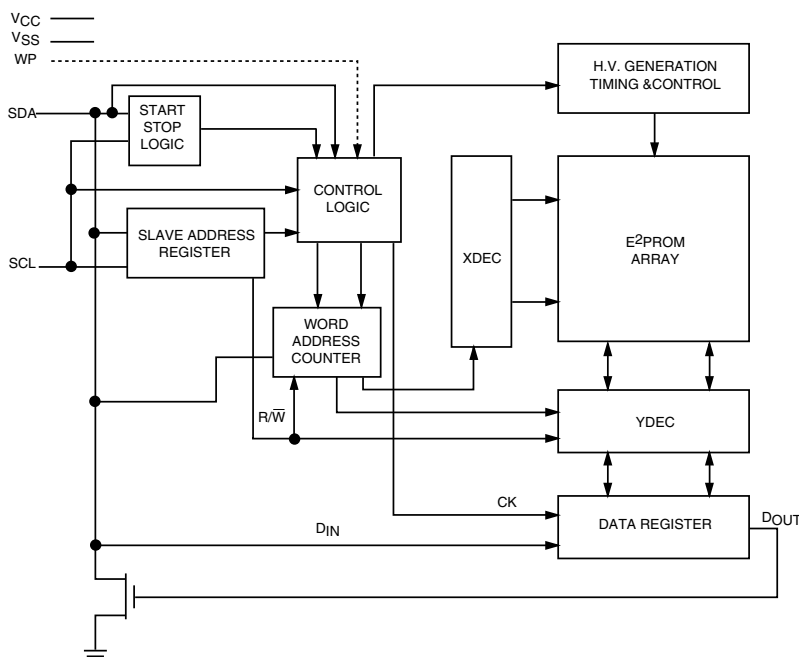 VCC
VSS
WP
SDA
SCL
START
STOP
LOGIC
CONTROL
LOGIC
SLAVE ADDRESS
REGISTER
WORD
ADDRESS
COUNTER
R/W̅
H.V. GENERATION
TIMING &CONTROL
XDEC
E²PROM
ARRAY
YDEC
CK
DATA REGISTER
DIN
DOUT